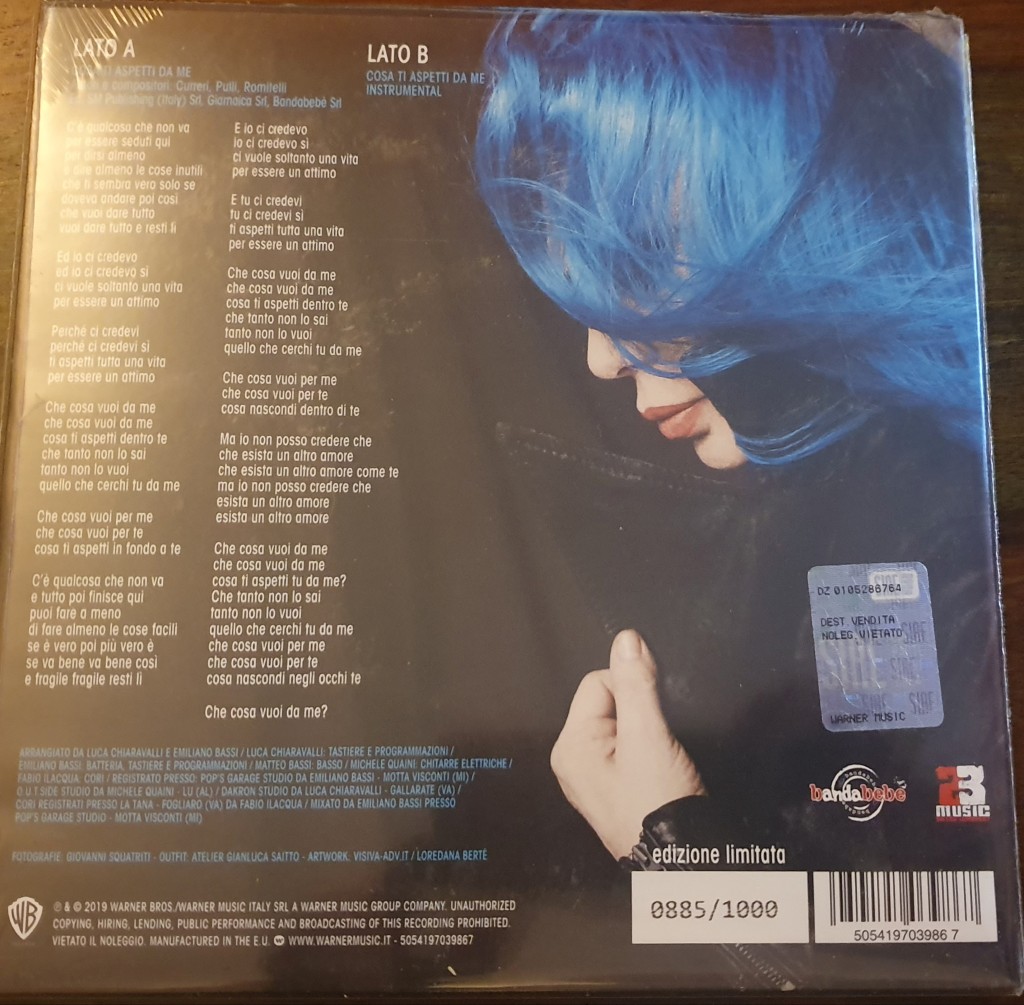 LATO A
TI ASPETTI DA ME
compositori: Curreri, Pulli, Romitelli
Publishing (Italy) Srl, Giamaica Srl, Bandabebè Srl
C'è qualcosa che non va
per essere seduti qui
per dirsi almeno
dire almeno le cose inutili
che ti sembra vero solo se
doveva andare poi così
che vuoi dare tutto
vuoi dare tutto e resti lì
Ed io ci credevo
ed io ci credevo sì
ci vuole soltanto una vita
per essere un attimo
Perché ci credevi
perché ci credevi sì
ti aspetti tutta una vita
per essere un attimo
Che cosa vuoi da me
che cosa vuoi da me
cosa ti aspetti dentro te
che tanto non lo sai
tanto non lo vuoi
quello che cerchi tu da me
Che cosa vuoi per me
che cosa vuoi per te
cosa ti aspetti in fondo a te
C'è qualcosa che non va
e tutto poi finisce qui
puoi fare a meno
di fare almeno le cose facili
se è vero poi più vero è
se va bene va bene così
e fragile fragile resti lì
E io ci credevo
io ci credevo sì
ci vuole soltanto una vita
per essere un attimo
E tu ci credevi
tu ci credevi sì
ti aspetti tutta una vita
per essere un attimo
Che cosa vuoi da me
che cosa vuoi da me
cosa ti aspetti dentro te
che tanto non lo sai
tanto non lo vuoi
quello che cerchi tu da me
Che cosa vuoi per me
che cosa vuoi per te
cosa nascondi dentro di te
Ma io non posso credere che
che esista un altro amore
che esista un altro amore come te
ma io non posso credere che
esista un altro amore
esista un altro amore
Che cosa vuoi da me
che cosa vuoi da me
cosa ti aspetti tu da me?
Che tanto non lo sai
tanto non lo vuoi
quello che cerchi tu da me
che cosa vuoi per me
che cosa vuoi per te
cosa nascondi negli occhi te
Che cosa vuoi da me?
LATO B
COSA TI ASPETTI DA ME
INSTRUMENTAL
ARRANGIATO DA LUCA CHIARAVALLI E EMILIANO BASSI / LUCA CHIARAVALLI: TASTIERE E PROGRAMMAZIONI /
EMILIANO BASSI: BATTERIA, TASTIERE E PROGRAMMAZIONI / MATTEO BASSI: BASSO / MICHELE QUAINI: CHITARRE ELETTRICHE /
FABIO ILACQUA: CORI / REGISTRATO PRESSO: POP'S GARAGE STUDIO DA EMILIANO BASSI - MOTTA VISCONTI (MI) /
O.U.T.SIDE STUDIO DA MICHELE QUAINI - LU (AL) / DAKRON STUDIO DA LUCA CHIARAVALLI - GALLARATE (VA) /
CORI REGISTRATI PRESSO LA TANA - FOGLIARO (VA) DA FABIO ILACQUA / MIXATO DA EMILIANO BASSI PRESSO
POP'S GARAGE STUDIO - MOTTA VISCONTI (MI)
FOTOGRAFIE: GIOVANNI SQUATRITI - OUTFIT: ATELIER GIANLUCA SAITTO - ARTWORK: VISIVA-ADV.IT / LOREDANA BERTÈ
WB
℗ & © 2019 WARNER BROS./WARNER MUSIC ITALY SRL A WARNER MUSIC GROUP COMPANY. UNAUTHORIZED
COPYING, HIRING, LENDING, PUBLIC PERFORMANCE AND BROADCASTING OF THIS RECORDING PROHIBITED.
VIETATO IL NOLEGGIO. MANUFACTURED IN THE E.U. WWW.WARNERMUSIC.IT - 5054197039867
DZ 0105286764
DEST.VENDITA
NOLEG.VIETATO
SIAE
WARNER MUSIC
bandabebè
23
MUSIC
edizione limitata
0885/1000
505419703986 7